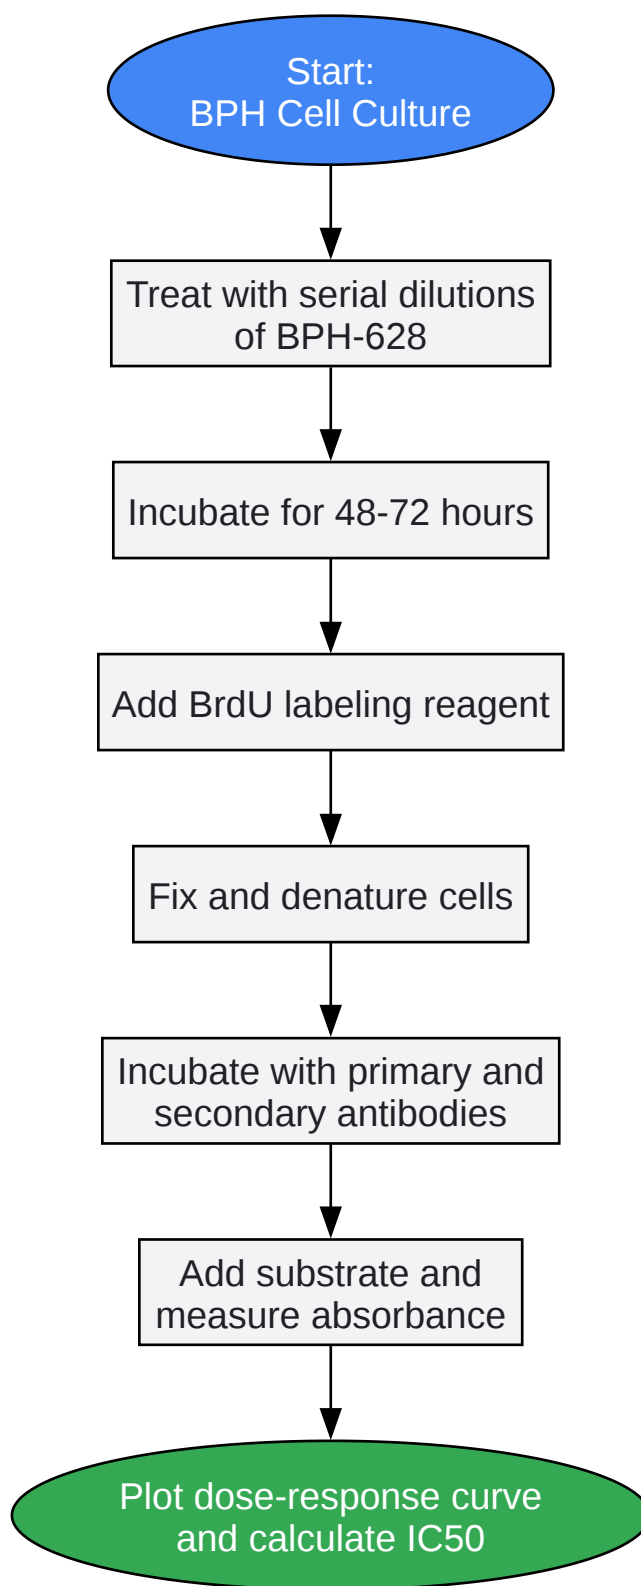 Start:
BPH Cell Culture
Treat with serial dilutions
of BPH-628
Incubate for 48-72 hours
Add BrdU labeling reagent
Fix and denature cells
Incubate with primary and
secondary antibodies
Add substrate and
measure absorbance
Plot dose-response curve
and calculate IC50